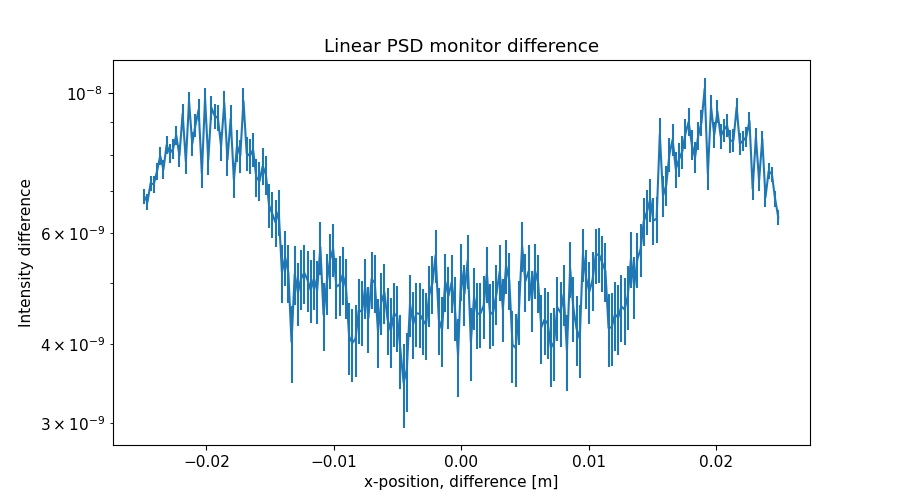 Linear PSD monitor difference
Intensity difference
10⁻⁸
6 × 10⁻⁹
4 × 10⁻⁹
3 × 10⁻⁹
−0.02 −0.01 0.00 0.01 0.02
x-position, difference [m]